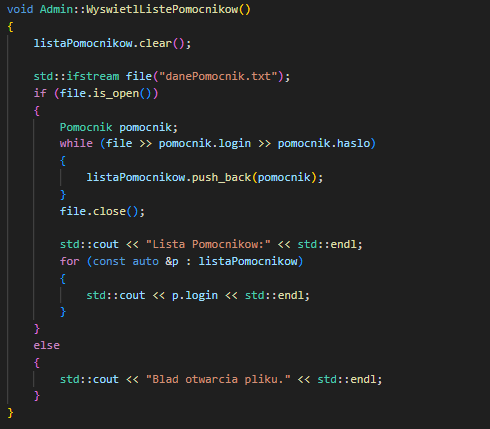 void Admin::WyswietlListePomocnikow()
{
    listaPomocnikow.clear();

    std::ifstream file("danePomocnik.txt");
    if (file.is_open())
    {
        Pomocnik pomocnik;
        while (file >> pomocnik.login >> pomocnik.haslo)
        {
            listaPomocnikow.push_back(pomocnik);
        }
        file.close();

        std::cout << "Lista Pomocnikow:" << std::endl;
        for (const auto &p : listaPomocnikow)
        {
            std::cout << p.login << std::endl;
        }
    }
    else
    {
        std::cout << "Blad otwarcia pliku." << std::endl;
    }
}